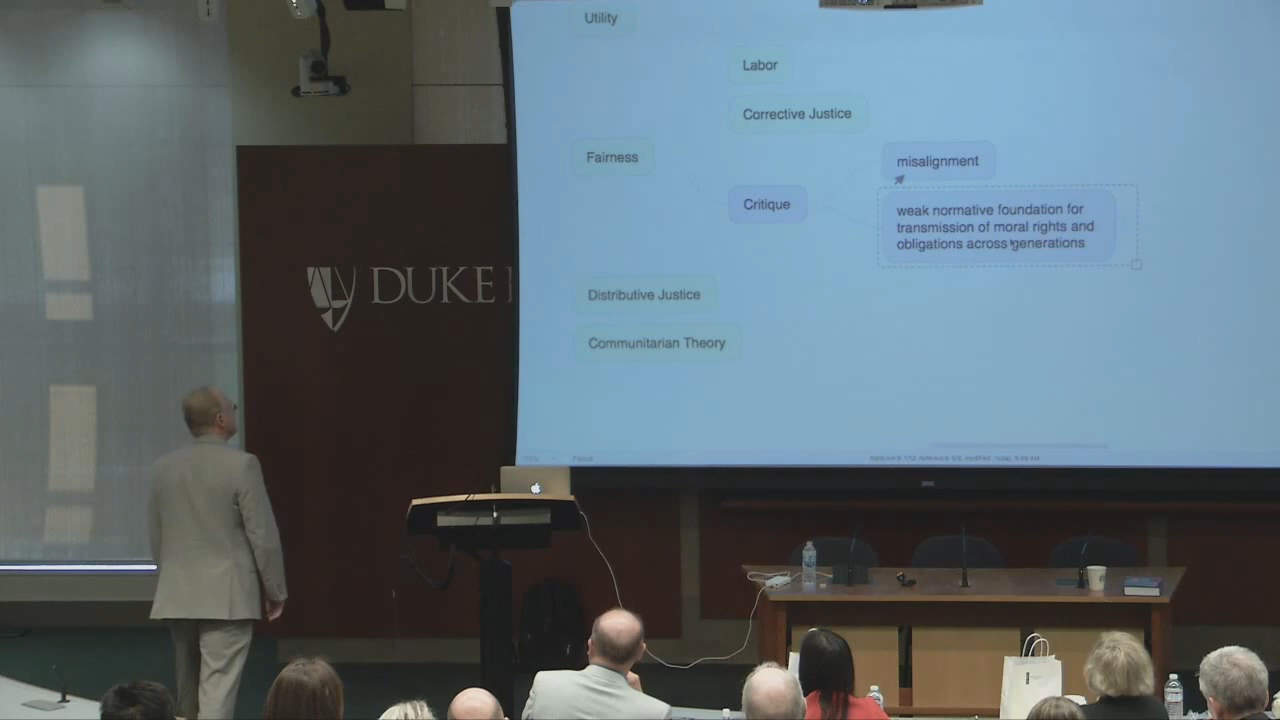 Utility
Labor
Corrective Justice
Fairness
misalignment
Critique
weak normative foundation for
transmission of moral rights and
obligations across generations
Distributive Justice
Communitarian Theory
DUKE